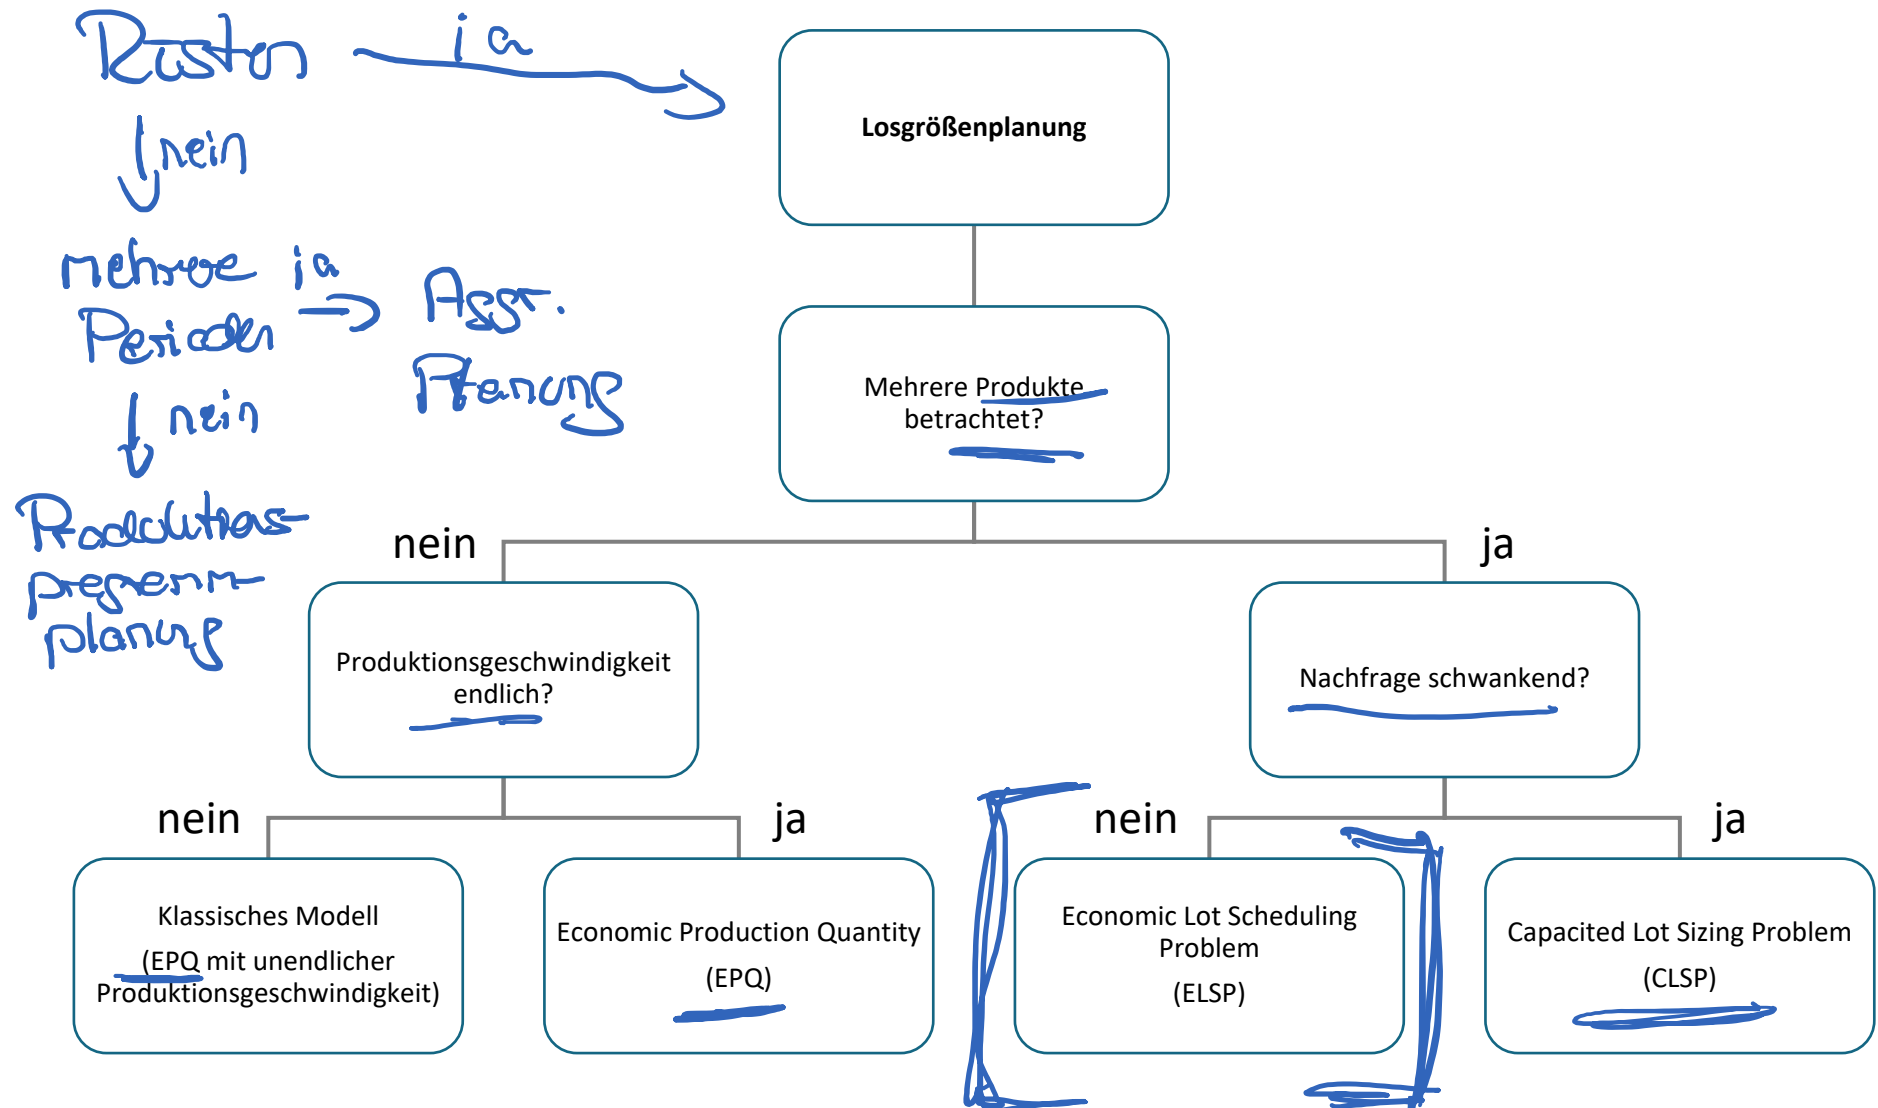 Rüsten
ja
nein
mehrere
Perioden
ja
Aggr.
Planung
nein
Produktions-
programm-
planung
Losgrößenplanung
Mehrere Produkte
betrachtet?
nein
ja
Produktionsgeschwindigkeit
endlich?
Nachfrage schwankend?
nein
ja
nein
ja
Klassisches Modell
(EPQ mit unendlicher
Produktionsgeschwindigkeit)
Economic Production Quantity
(EPQ)
Economic Lot Scheduling
Problem
(ELSP)
Capacited Lot Sizing Problem
(CLSP)